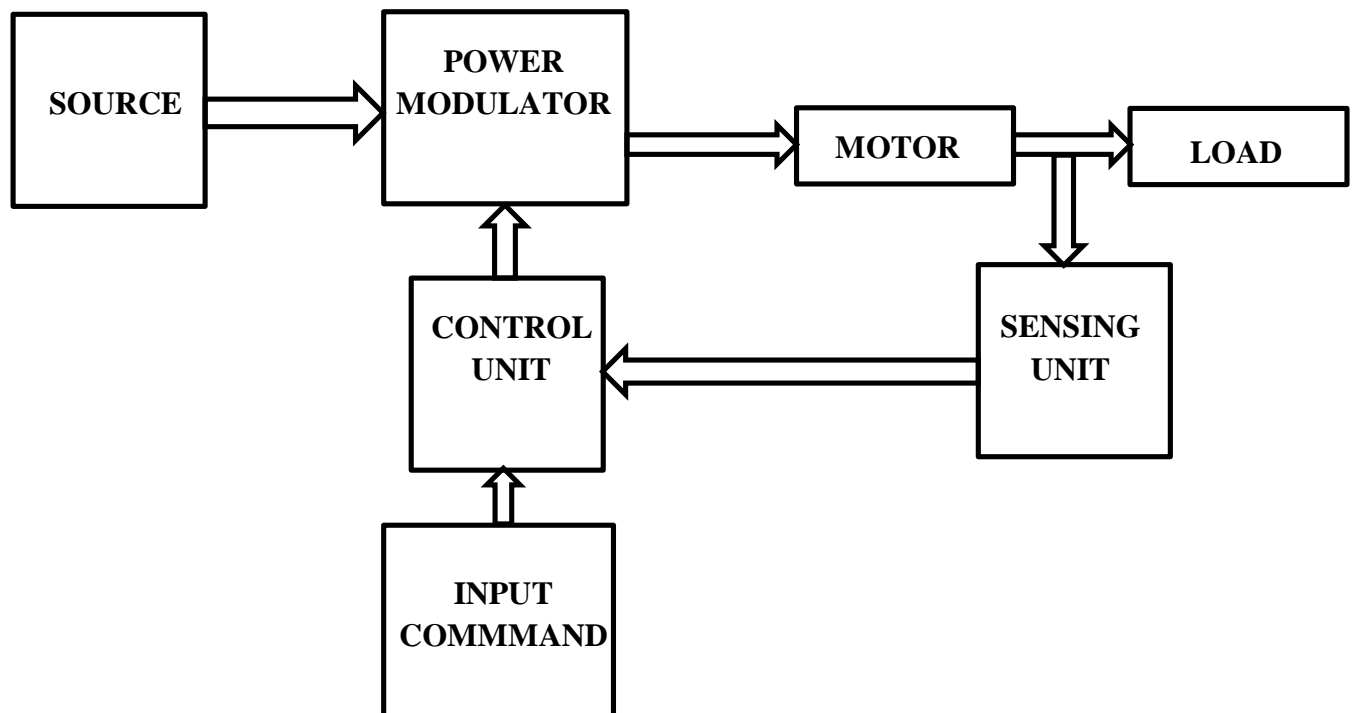 SOURCE
POWER
MODULATOR
MOTOR
LOAD
CONTROL
UNIT
SENSING
UNIT
INPUT
COMMMAND